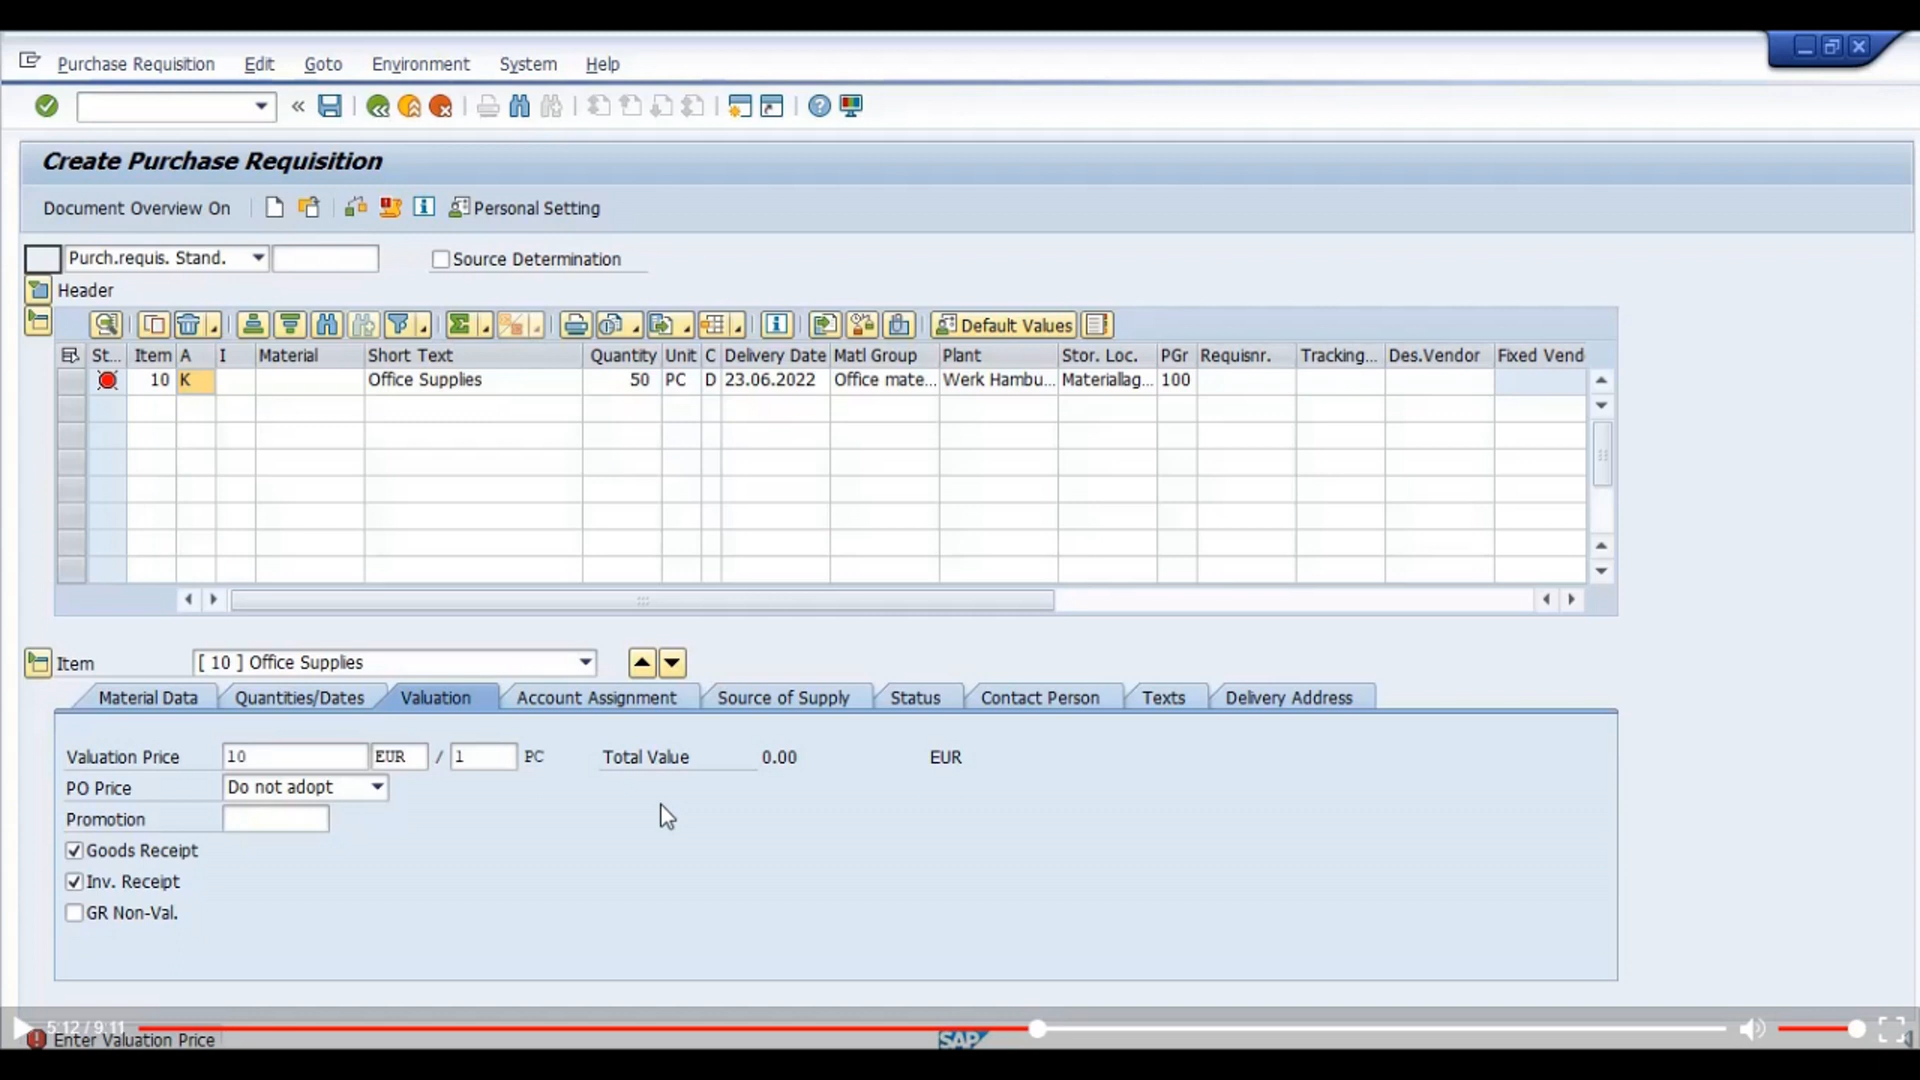 Purchase Requisition Edit Goto Environment System Help
Create Purchase Requisition
Document Overview On Personal Setting
Purch.requis. Stand. Source Determination
Header
Default Values
St... Item A I Material Short Text Quantity Unit C Delivery Date Matl Group Plant Stor. Loc. PGr Requisnr. Tracking... Des.Vendor Fixed Vend
10 K Office Supplies 50 PC D 23.06.2022 Office mate... Werk Hambu... Materiallag... 100
Item [ 10 ] Office Supplies
Material Data Quantities/Dates Valuation Account Assignment Source of Supply Status Contact Person Texts Delivery Address
Valuation Price 10 EUR / 1 PC Total Value 0.00 EUR
PO Price Do not adopt
Promotion
Goods Receipt
Inv. Receipt
GR Non-Val.
5:12 / 9:11
Enter Valuation Price SAP